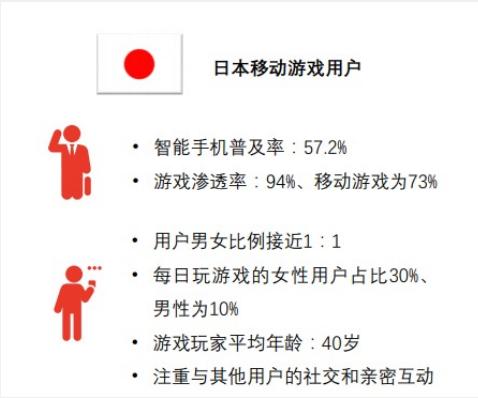 日本移动游戏用户
• 智能手机普及率：57.2%
• 游戏渗透率：94%、移动游戏为73%
• 用户男女比例接近1：1
• 每日玩游戏的女性用户占比30%、
男性为10%
• 游戏玩家平均年龄：40岁
• 注重与其他用户的社交和亲密互动